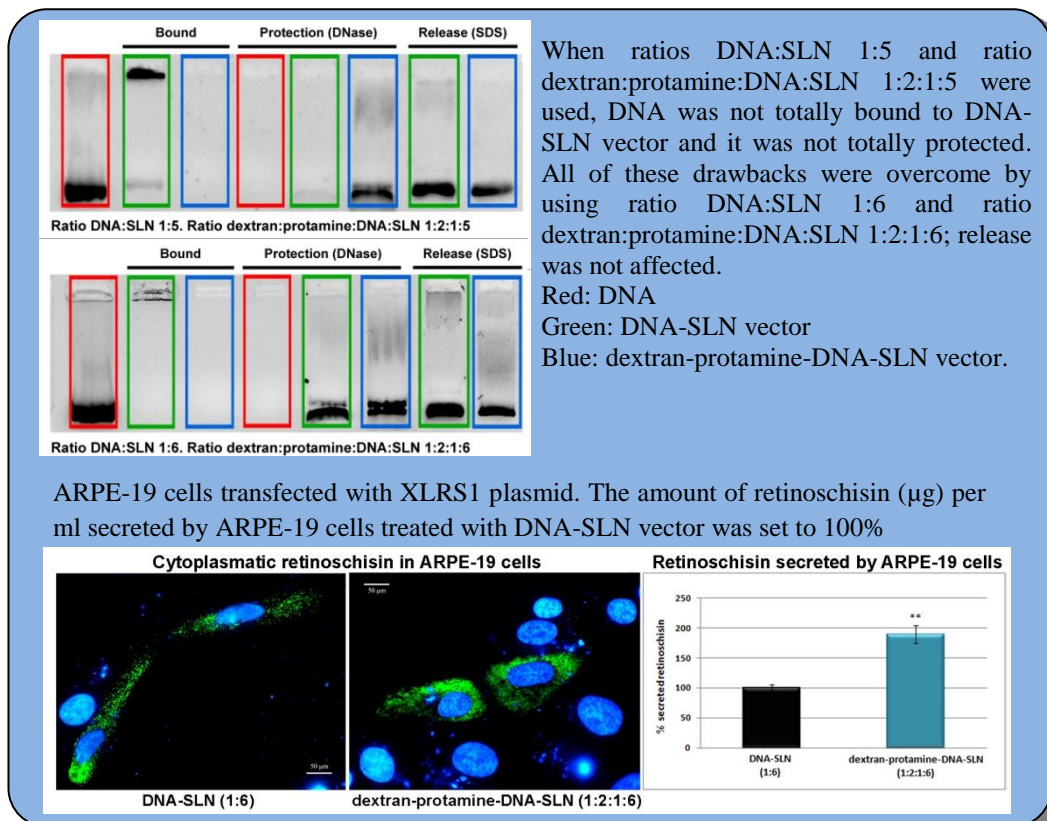 Bound Protection (DNase) Release (SDS)
Ratio DNA:SLN 1:5. Ratio dextran:protamine:DNA:SLN 1:2:1:5
Bound Protection (DNase) Release (SDS)
Ratio DNA:SLN 1:6. Ratio dextran:protamine:DNA:SLN 1:2:1:6
When ratios DNA:SLN 1:5 and ratio
dextran:protamine:DNA:SLN 1:2:1:5 were
used, DNA was not totally bound to DNA-
SLN vector and it was not totally protected.
All of these drawbacks were overcome by
using ratio DNA:SLN 1:6 and ratio
dextran:protamine:DNA:SLN 1:2:1:6; release
was not affected.
Red: DNA
Green: DNA-SLN vector
Blue: dextran-protamine-DNA-SLN vector.
ARPE-19 cells transfected with XLRS1 plasmid. The amount of retinoschisin (µg) per
ml secreted by ARPE-19 cells treated with DNA-SLN vector was set to 100%
Cytoplasmatic retinoschisin in ARPE-19 cells
50 µm
DNA-SLN (1:6)
50 µm
dextran-protamine-DNA-SLN (1:2:1:6)
Retinoschisin secreted by ARPE-19 cells
% secreted retinoschisin
250
200
150
100
50
0
**
DNA-SLN
(1:6)
dextran-protamine-DNA-SLN
(1:2:1:6)